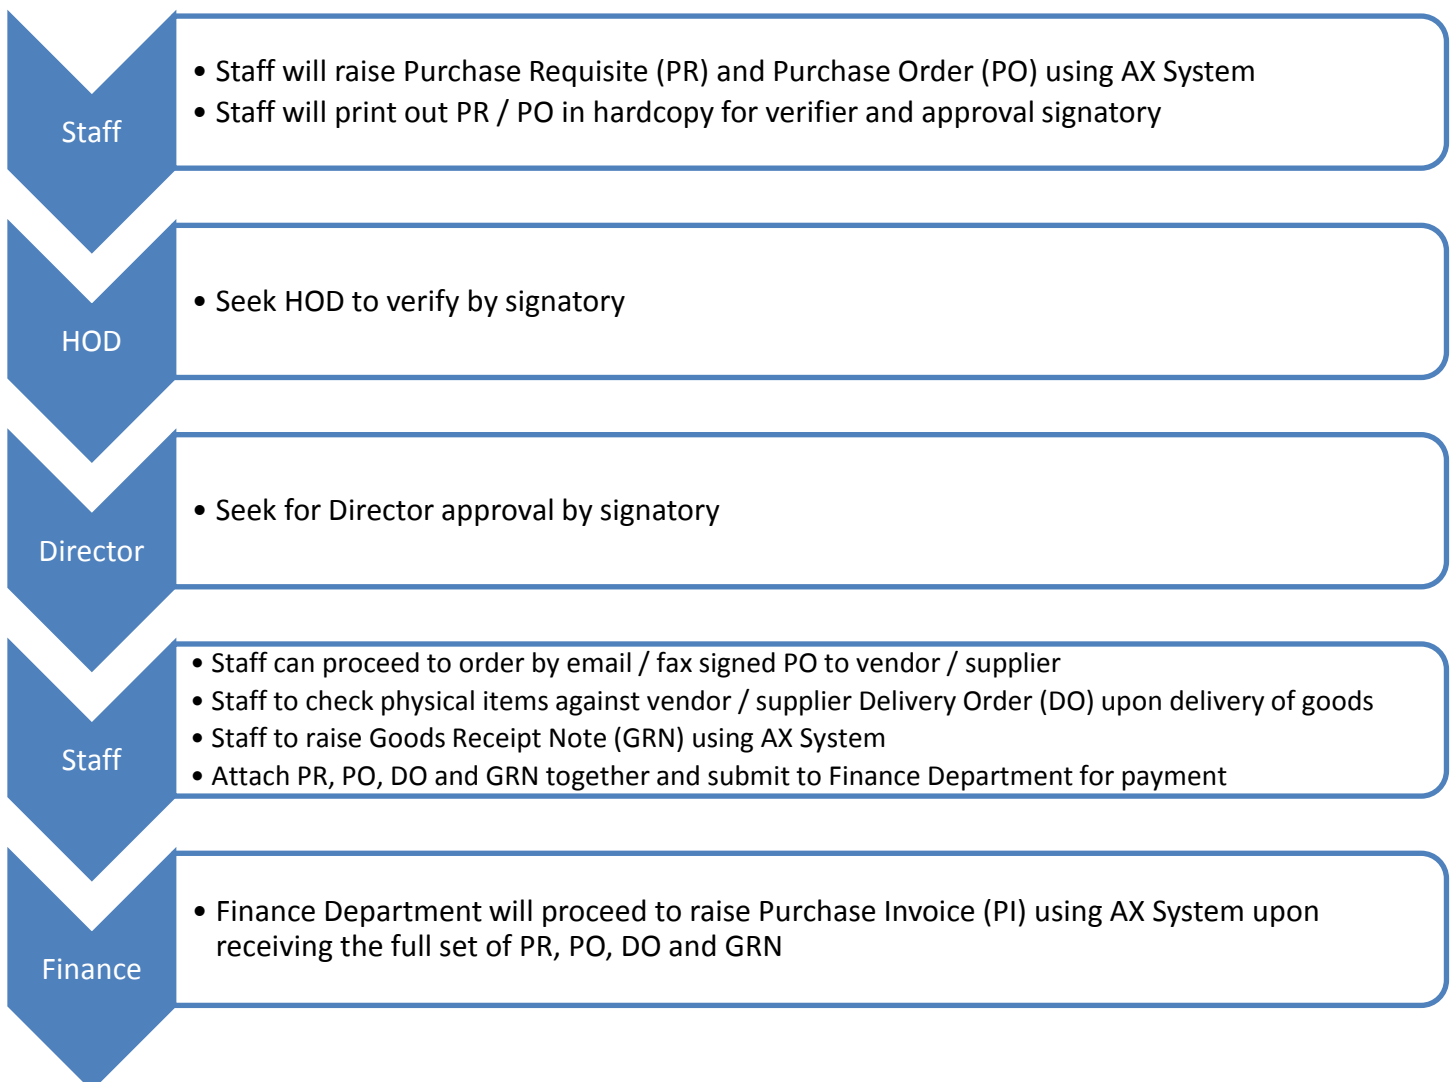 Staff
• Staff will raise Purchase Requisite (PR) and Purchase Order (PO) using AX System
• Staff will print out PR / PO in hardcopy for verifier and approval signatory
HOD
• Seek HOD to verify by signatory
Director
• Seek for Director approval by signatory
Staff
• Staff can proceed to order by email / fax signed PO to vendor / supplier
• Staff to check physical items against vendor / supplier Delivery Order (DO) upon delivery of goods
• Staff to raise Goods Receipt Note (GRN) using AX System
• Attach PR, PO, DO and GRN together and submit to Finance Department for payment
Finance
• Finance Department will proceed to raise Purchase Invoice (PI) using AX System upon
receiving the full set of PR, PO, DO and GRN